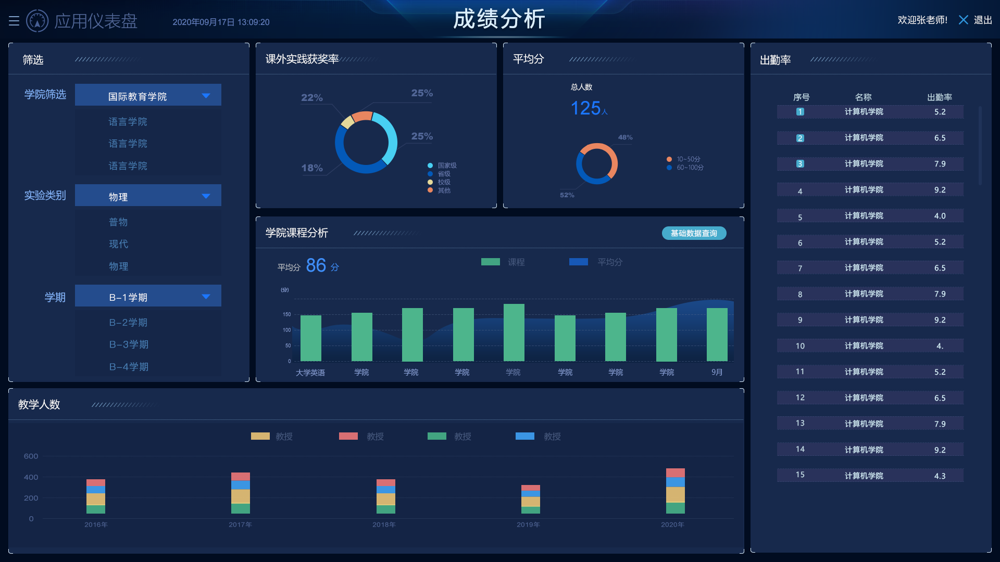 应用仪表盘
2020年09月17日 13:09:20
成绩分析
欢迎张老师!
退出
筛选
学院筛选
国际教育学院
语言学院
语言学院
语言学院
实验类别
物理
普物
现代
物理
学期
B-1学期
B-2学期
B-3学期
B-4学期
课外实践获奖率
22%
25%
25%
18%
国家级
省级
校级
其他
平均分
总人数
125人
48%
52%
10~50分
60~100分
学院课程分析
基础数据查询
平均分 86 分
课程
平均分
(分)
150
100
50
0
大学英语 学院 学院 学院 学院 学院 学院 学院 9月
教学人数
教授 教授 教授 教授
600
400
200
0
2016年 2017年 2018年 2019年 2020年
出勤率
序号 名称 出勤率
1 计算机学院 5.2
2 计算机学院 6.5
3 计算机学院 7.9
4 计算机学院 9.2
5 计算机学院 4.0
6 计算机学院 5.2
7 计算机学院 6.5
8 计算机学院 7.9
9 计算机学院 9.2
10 计算机学院 4.
11 计算机学院 5.2
12 计算机学院 6.5
13 计算机学院 7.9
14 计算机学院 9.2
15 计算机学院 4.3